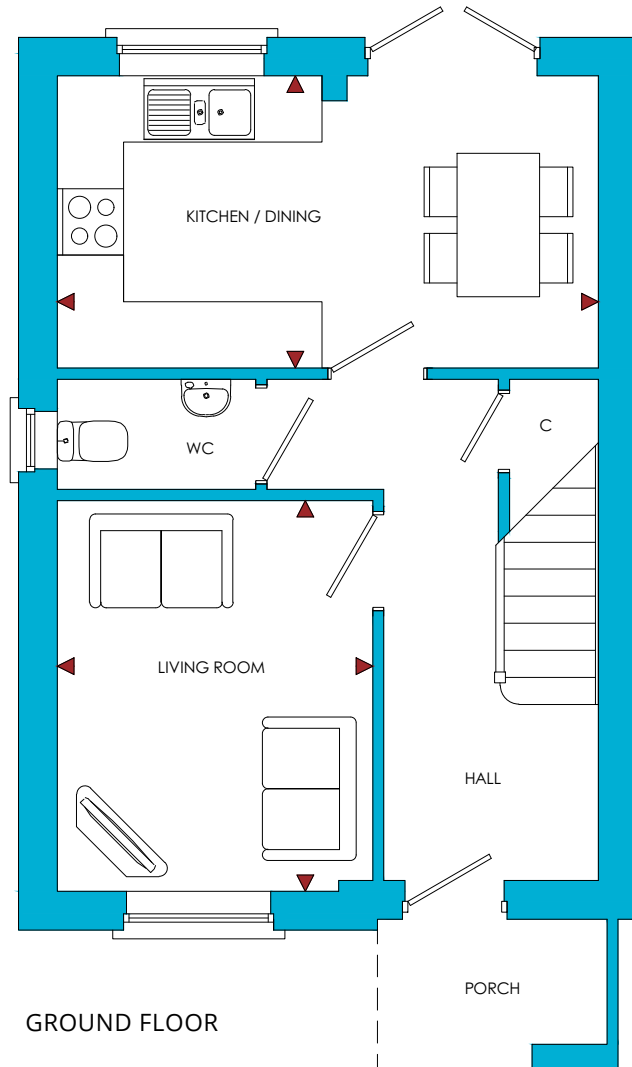 KITCHEN / DINING
WC
C
LIVING ROOM
HALL
PORCH
GROUND FLOOR